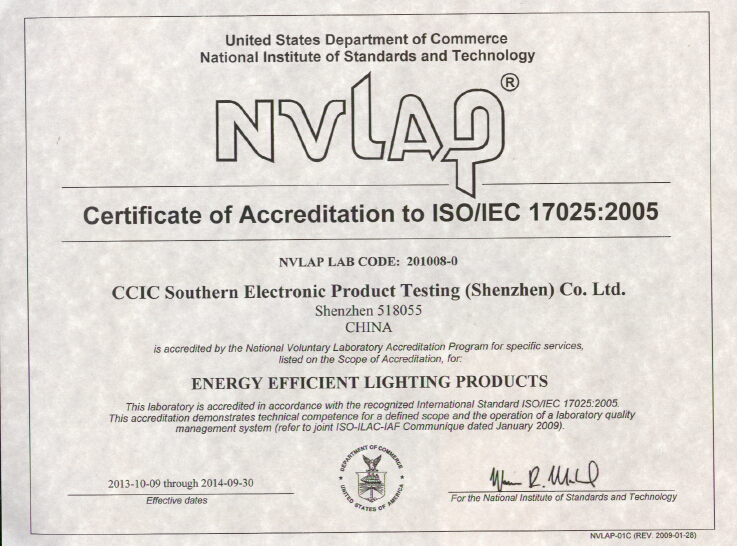 United States Department of Commerce
National Institute of Standards and Technology
NVLAP®
Certificate of Accreditation to ISO/IEC 17025:2005
NVLAP LAB CODE: 201008-0
CCIC Southern Electronic Product Testing (Shenzhen) Co. Ltd.
Shenzhen 518055
CHINA
is accredited by the National Voluntary Laboratory Accreditation Program for specific services,
listed on the Scope of Accreditation, for:
ENERGY EFFICIENT LIGHTING PRODUCTS
This laboratory is accredited in accordance with the recognized International Standard ISO/IEC 17025:2005.
This accreditation demonstrates technical competence for a defined scope and the operation of a laboratory quality
management system (refer to joint ISO-ILAC-IAF Communique dated January 2009).
DEPARTMENT OF COMMERCE
UNITED STATES OF AMERICA
2013-10-09 through 2014-09-30
Effective dates
For the National Institute of Standards and Technology
NVLAP-01C (REV. 2009-01-28)